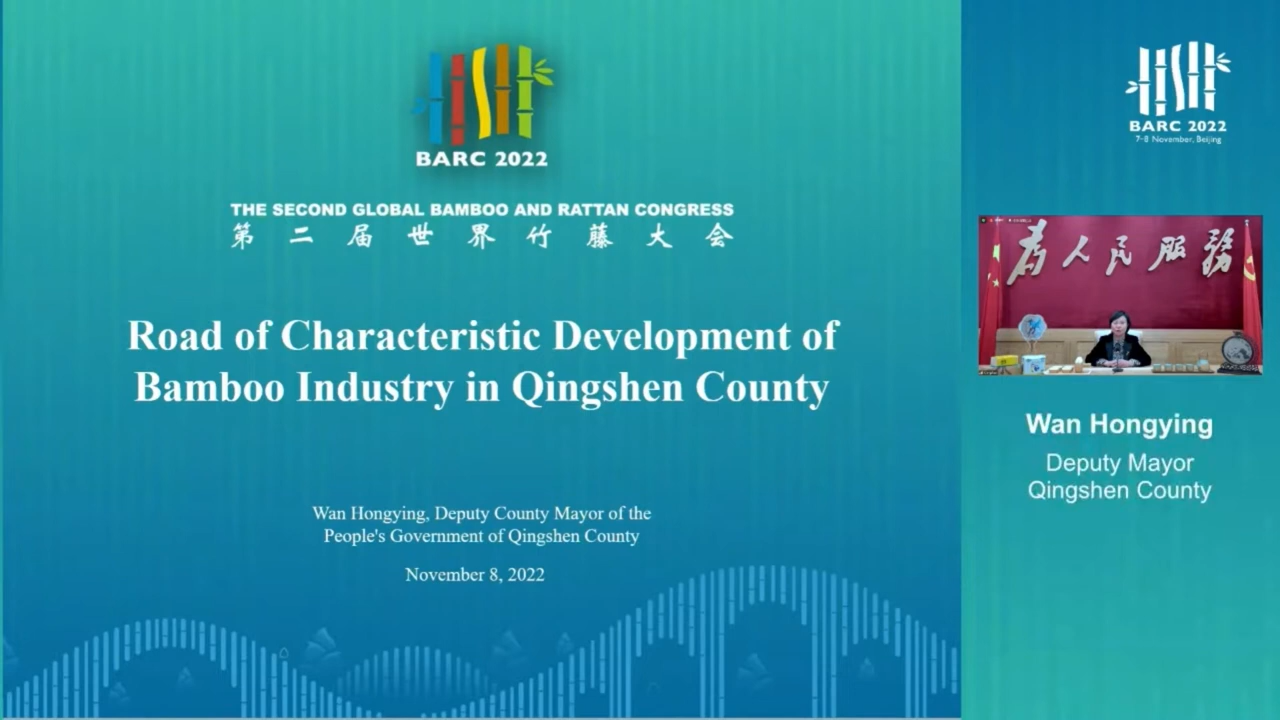 BARC 2022
THE SECOND GLOBAL BAMBOO AND RATTAN CONGRESS
第二届世界竹藤大会
Road of Characteristic Development of
Bamboo Industry in Qingshen County
Wan Hongying, Deputy County Mayor of the
People's Government of Qingshen County
November 8, 2022
BARC 2022
7-8 November, Beijing
为人民服務
Wan Hongying
Deputy Mayor
Qingshen County